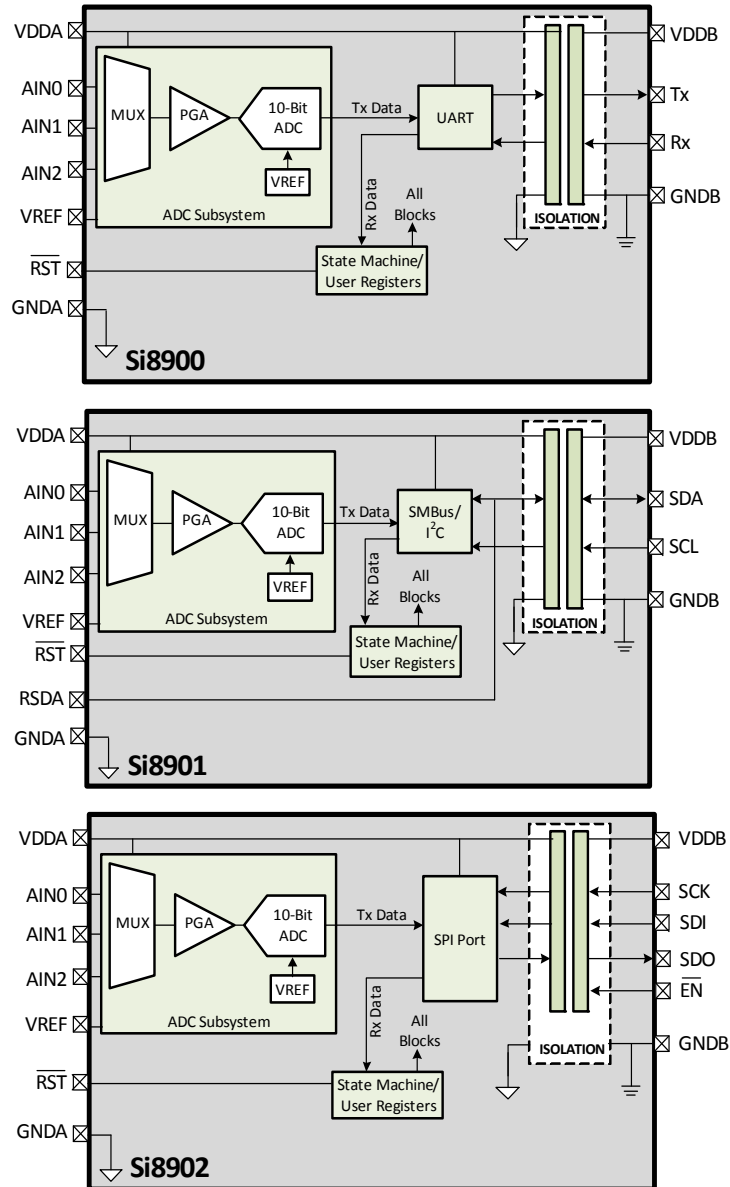 VDDA
VDDB
AIN0
Tx
MUX
PGA
10-Bit
ADC
Tx Data
UART
AIN1
Rx
AIN2
VREF
Rx Data
All
Blocks
GNDB
VREF
ADC Subsystem
ISOLATION
RST
State Machine/
User Registers
GNDA
Si8900
VDDA
VDDB
AIN0
SDA
MUX
PGA
10-Bit
ADC
Tx Data
SMBus/
I²C
AIN1
SCL
AIN2
VREF
Rx Data
All
Blocks
GNDB
VREF
ADC Subsystem
ISOLATION
RST
State Machine/
User Registers
RSDA
GNDA
Si8901
VDDA
VDDB
AIN0
SCK
MUX
PGA
10-Bit
ADC
Tx Data
SPI Port
AIN1
SDI
SDO
AIN2
VREF
EN
Rx Data
All
Blocks
VREF
ADC Subsystem
GNDB
ISOLATION
RST
State Machine/
User Registers
GNDA
Si8902